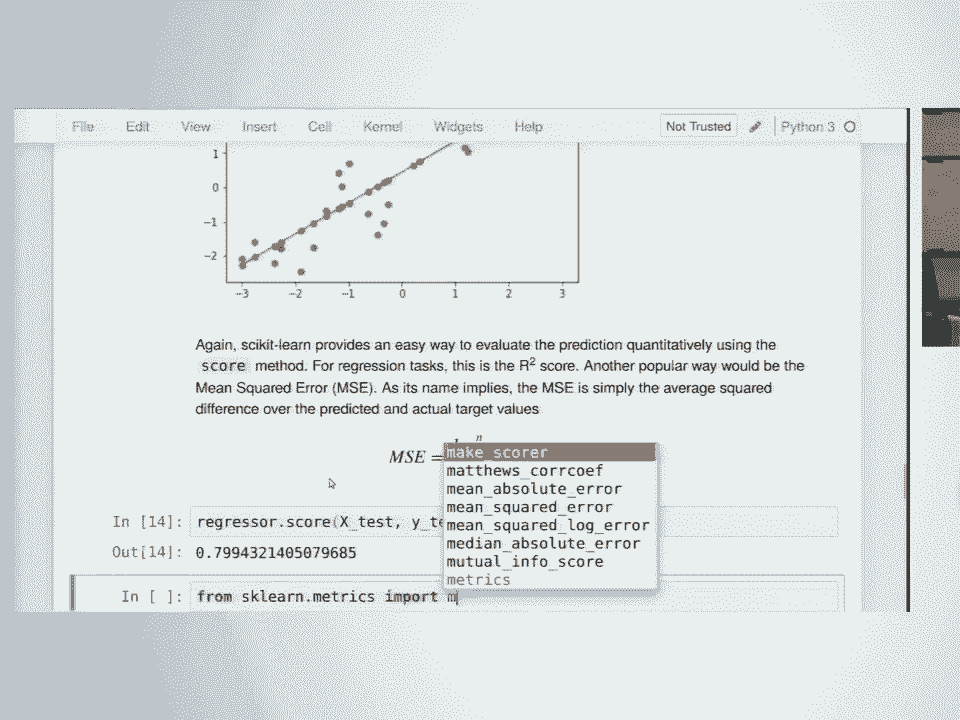 File Edit View Insert Cell Kernel Widgets Help Not Trusted Python 3
1
0
−1
−2
−3 −2 −1 0 1 2 3
Again, scikit-learn provides an easy way to evaluate the prediction quantitatively using the
score method. For regression tasks, this is the R² score. Another popular way would be the
Mean Squared Error (MSE). As its name implies, the MSE is simply the average squared
difference over the predicted and actual target values
n
MSE =
make_scorer
matthews_corrcoef
mean_absolute_error
mean_squared_error
mean_squared_log_error
median_absolute_error
mutual_info_score
metrics
In [14]: regressor.score(X_test, y_te
Out[14]: 0.7994321405079685
In [ ]: from sklearn.metrics import m